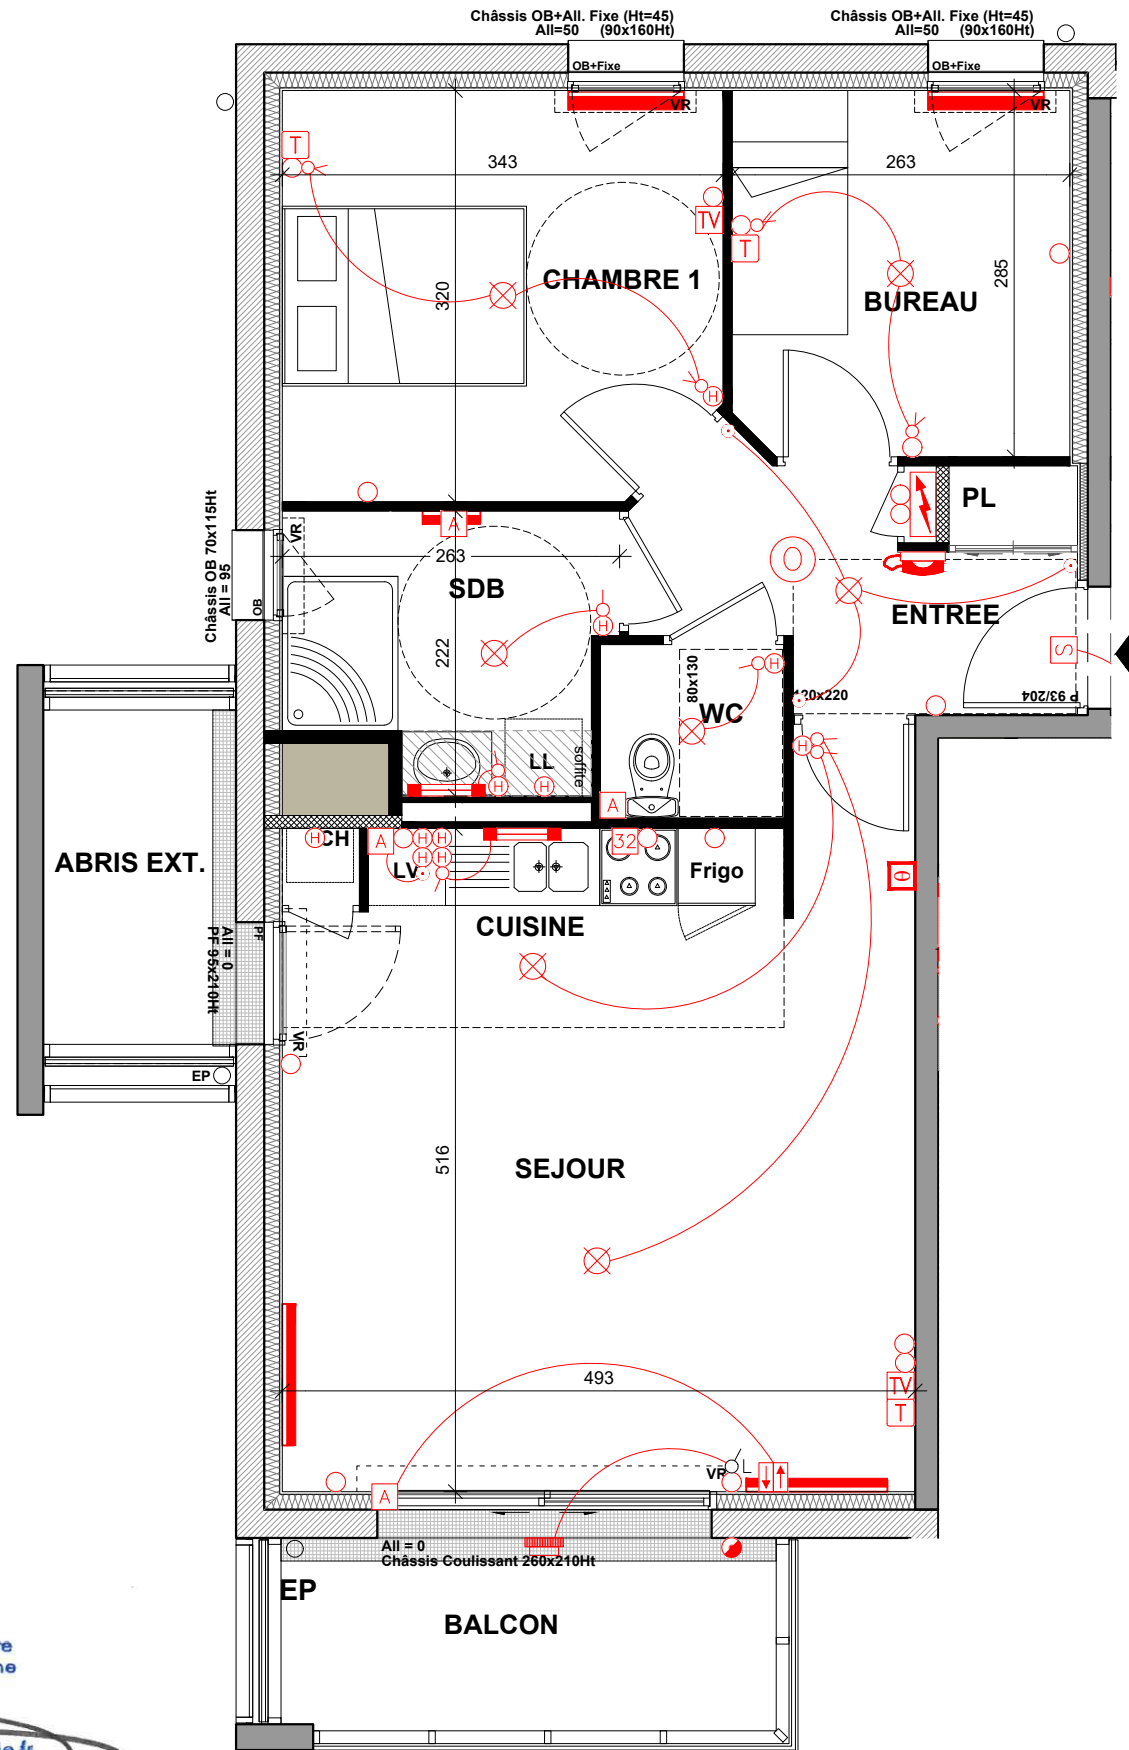 Châssis OB+All. Fixe (Ht=45)
All=50 (90x160Ht)
Châssis OB+All. Fixe (Ht=45)
All=50 (90x160Ht)
OB+Fixe
OB+Fixe
VR
VR
T
343
263
TV
T
CHAMBRE 1
320
BUREAU
285
H
Châssis OB 70x115Ht
All = 95
OB
VR
A
263
SDB
222
H
PL
ENTREE
S
P 93/204
120x220
80x130
WC
H
H
LL
soffite
H
H
A
ABRIS EXT.
CH
H
A
H
H
H
H
LV
32
Frigo
0
CUISINE
All = 0
PF 95x210Ht
PF
VR
EP
516
SEJOUR
493
TV
T
VR
A
All = 0
Châssis Coulissant 260x210Ht
EP
BALCON